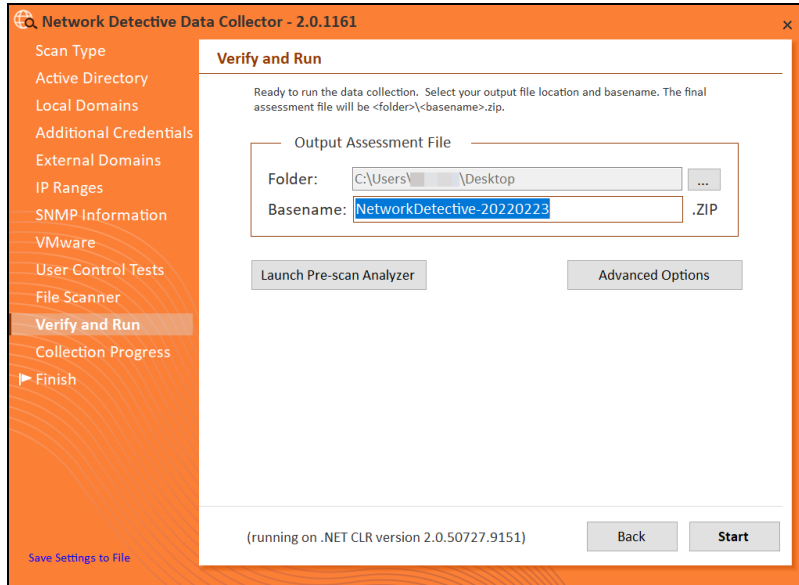 Network Detective Data Collector - 2.0.1161
Scan Type
Active Directory
Local Domains
Additional Credentials
External Domains
IP Ranges
SNMP Information
VMware
User Control Tests
File Scanner
Verify and Run
Collection Progress
Finish
Save Settings to File
Verify and Run
Ready to run the data collection. Select your output file location and basename. The final
assessment file will be <folder>\<basename>.zip.
Output Assessment File
Folder: C:\Users\ \Desktop ...
Basename: NetworkDetective-20220223 .ZIP
Launch Pre-scan Analyzer Advanced Options
(running on .NET CLR version 2.0.50727.9151) Back Start